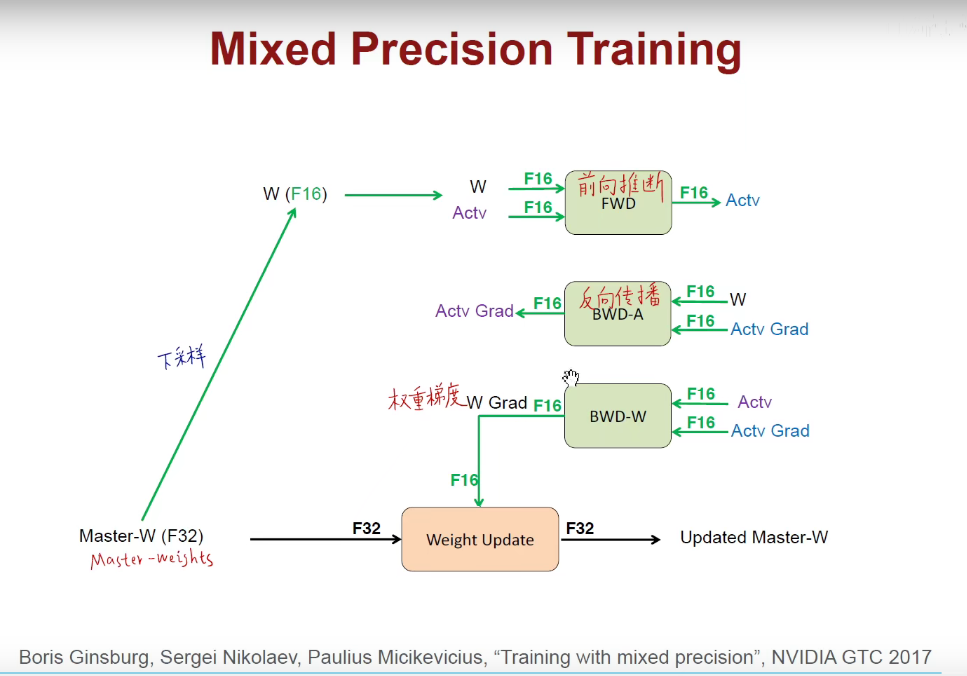 Mixed Precision Training
W (F16)
W
F16
前向推断
FWD
F16
Actv
Actv
F16
Actv Grad
F16
反向传播
BWD-A
F16
W
F16
Actv Grad
下采样
权重梯度
W Grad
F16
BWD-W
F16
Actv
F16
Actv Grad
F16
Master-W (F32)
Master-weights
F32
Weight Update
F32
Updated Master-W
Boris Ginsburg, Sergei Nikolaev, Paulius Micikevicius, “Training with mixed precision”, NVIDIA GTC 2017